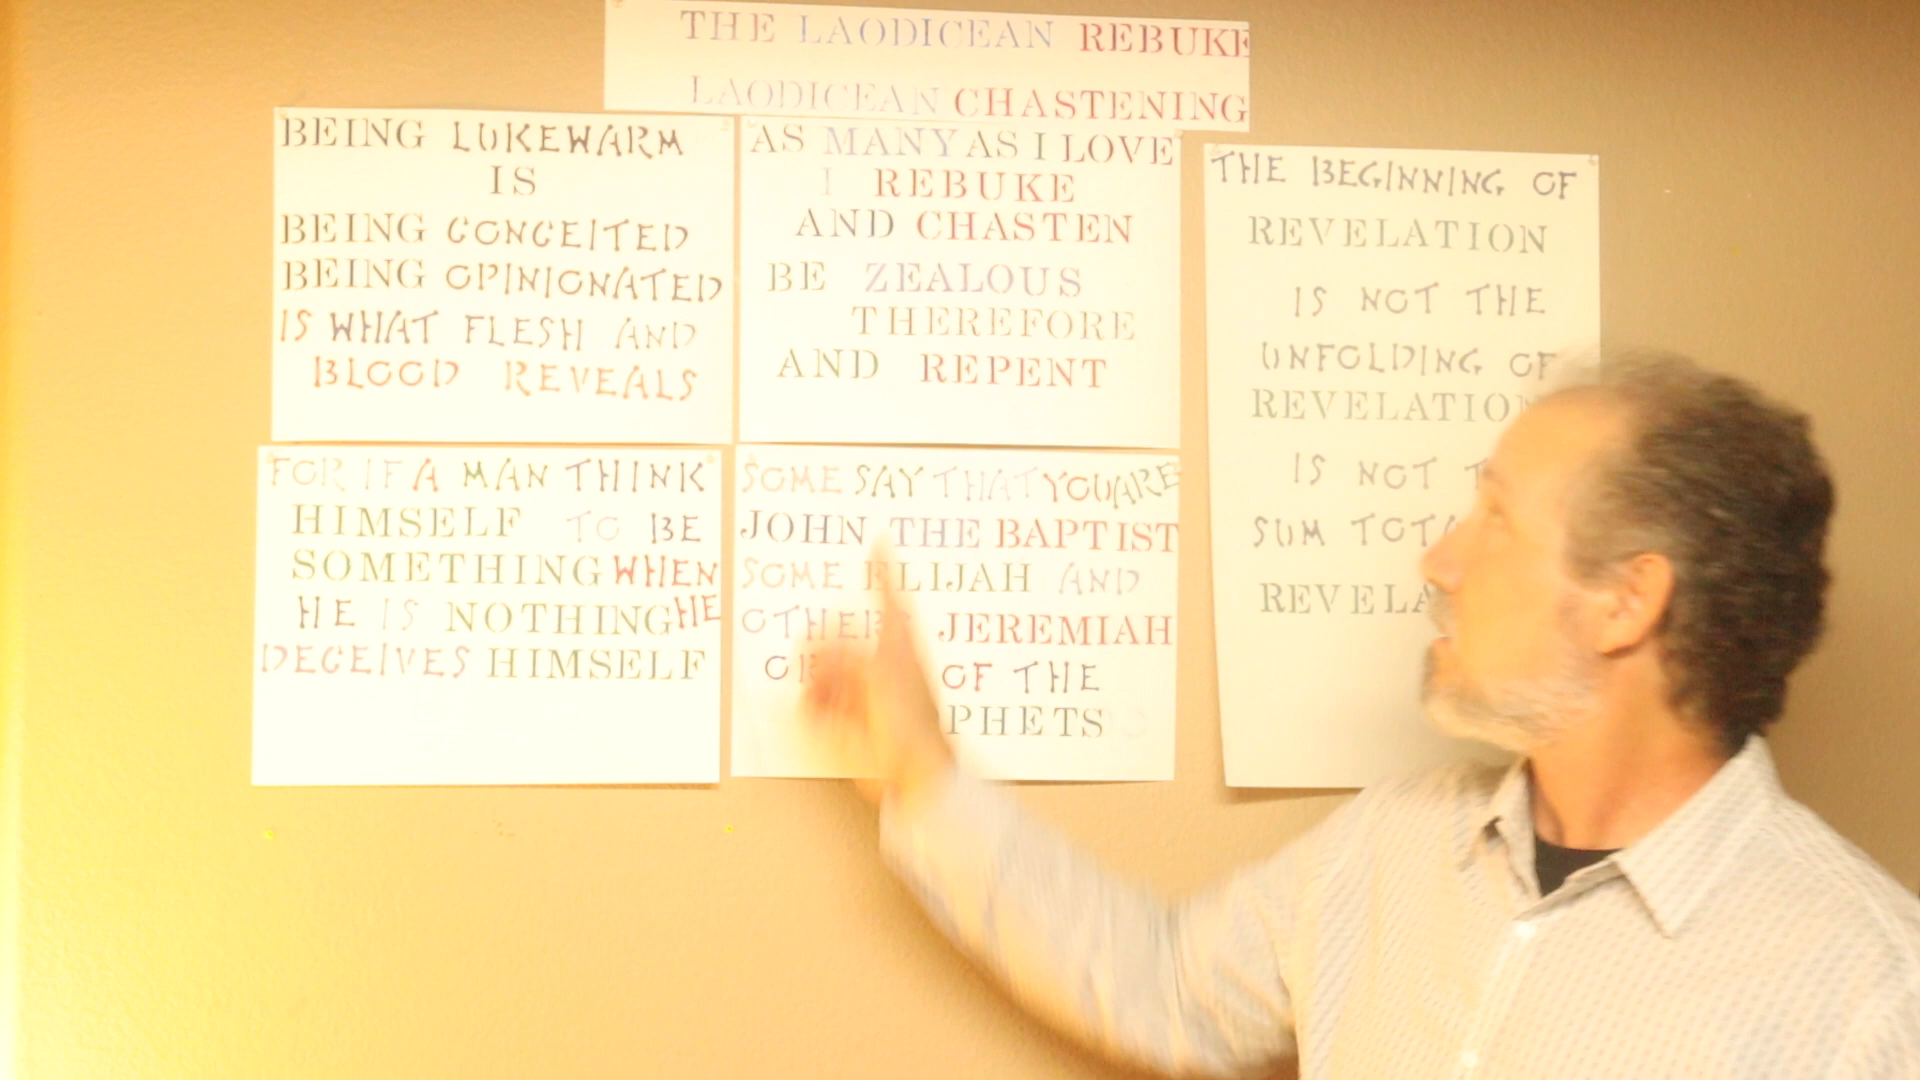 THE LAODICEAN REBUKE
LAODICEAN CHASTENING
BEING LUKEWARM
IS
BEING CONCEITED
BEING OPINIONATED
IS WHAT FLESH AND
BLOOD REVEALS
AS MANY AS I LOVE
I REBUKE
AND CHASTEN
BE ZEALOUS
THEREFORE
AND REPENT
THE BEGINNING OF
REVELATION
IS NOT THE
UNFOLDING OF
IS NOT
SUM
FOR IF A MAN THINK
HIMSELF TO BE
SOMETHING WHEN
HE IS NOTHING HE
DECEIVES HIMSELF
SOME SAY THAT YOU ARE
JOHN THE BAPTIST
SOME ELIJAH AND
JEREMIAH
OF THE